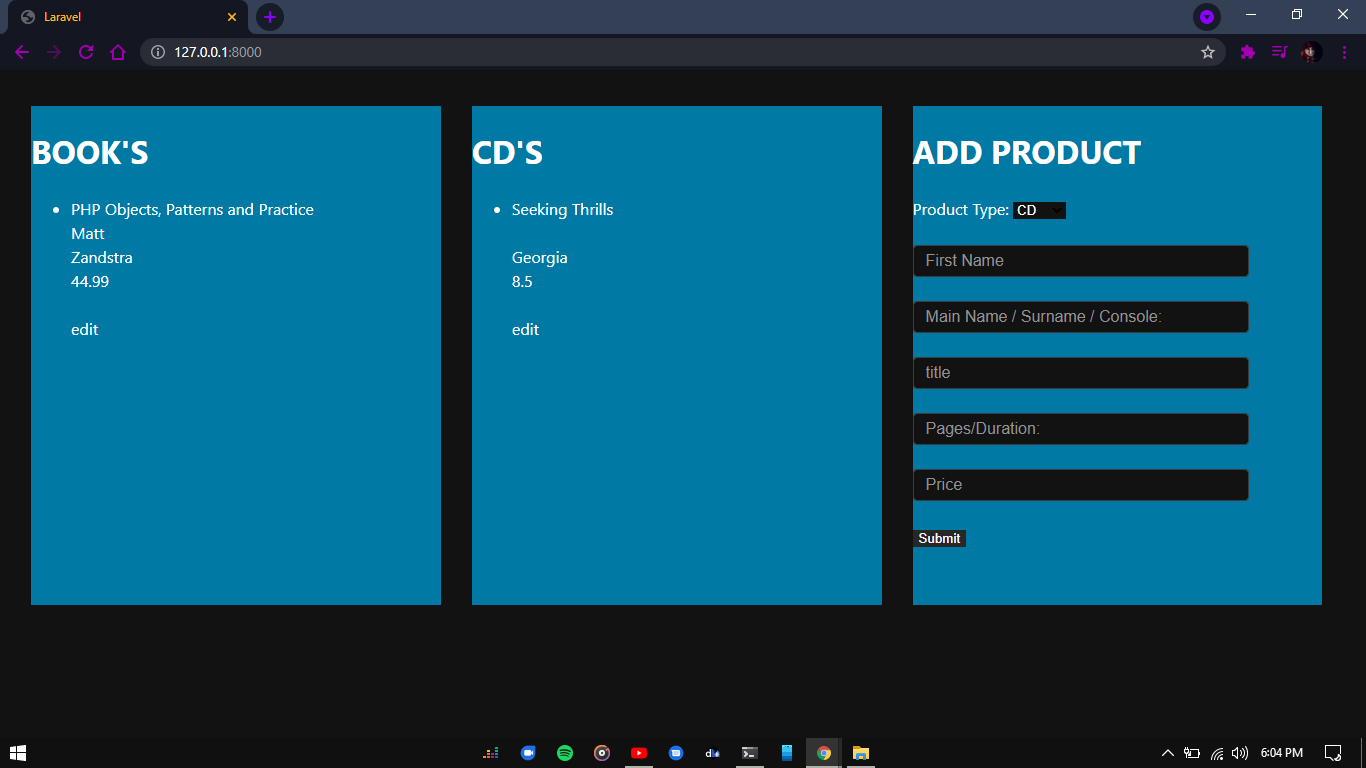 Laravel
127.0.0.1:8000
BOOK'S
PHP Objects, Patterns and Practice
Matt
Zandstra
44.99
edit
CD'S
Seeking Thrills
Georgia
8.5
edit
ADD PRODUCT
Product Type: CD
First Name
Main Name / Surname / Console:
title
Pages/Duration:
Price
Submit
6:04 PM